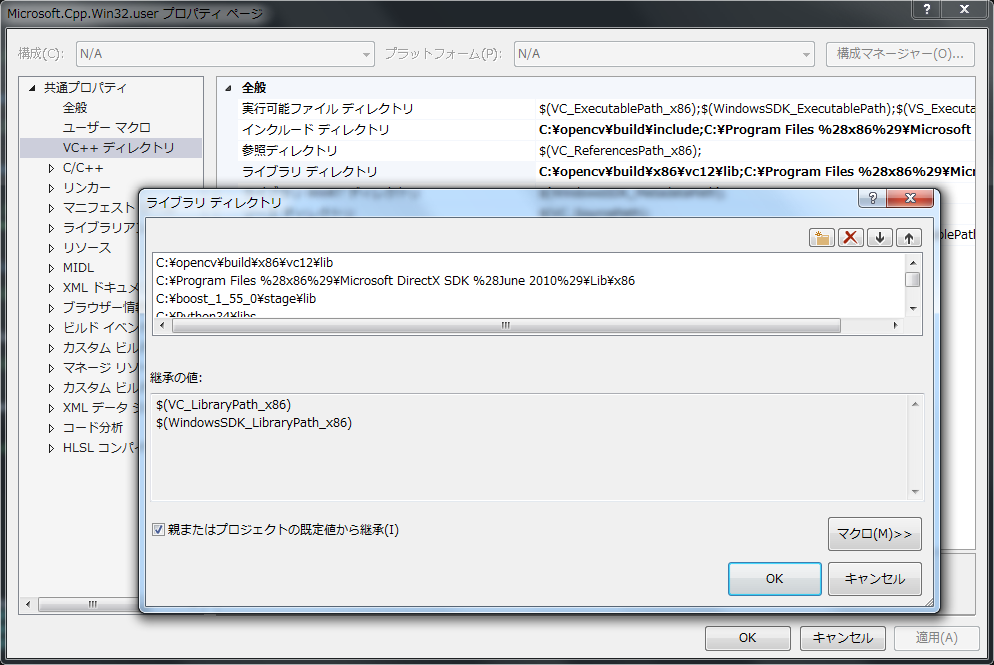 Microsoft.Cpp.Win32.user プロパティ ページ
構成(C): N/A プラットフォーム(P): N/A 構成マネージャー(O)...
共通プロパティ
全般
ユーザー マクロ
VC++ ディレクトリ
C/C++
リンカー
マニフェスト
ライブラリア
リソース
MIDL
XML ドキュメ
ブラウザー情
ビルド イベン
カスタム ビル
マネージ リソ
カスタム ビル
XML データ
コード分析
HLSL コンパイ
全般
実行可能ファイル ディレクトリ $(VC_ExecutablePath_x86);$(WindowsSDK_ExecutablePath);$(VS_Executa
インクルード ディレクトリ C:¥opencv¥build¥include;C:¥Program Files %28x86%29¥Microsoft
参照ディレクトリ $(VC_ReferencesPath_x86);
ライブラリ ディレクトリ C:¥opencv¥build¥x86¥vc12¥lib;C:¥Program Files %28x86%29¥Micr
blePatl
ライブラリ ディレクトリ
C:¥opencv¥build¥x86¥vc12¥lib
C:¥Program Files %28x86%29¥Microsoft DirectX SDK %28June 2010%29¥Lib¥x86
C:¥boost_1_55_0¥stage¥lib
C:¥Python34¥libs
継承の値:
$(VC_LibraryPath_x86)
$(WindowsSDK_LibraryPath_x86)
親またはプロジェクトの既定値から継承(I)
マクロ(M)>>
OK キャンセル
OK キャンセル 適用(A)